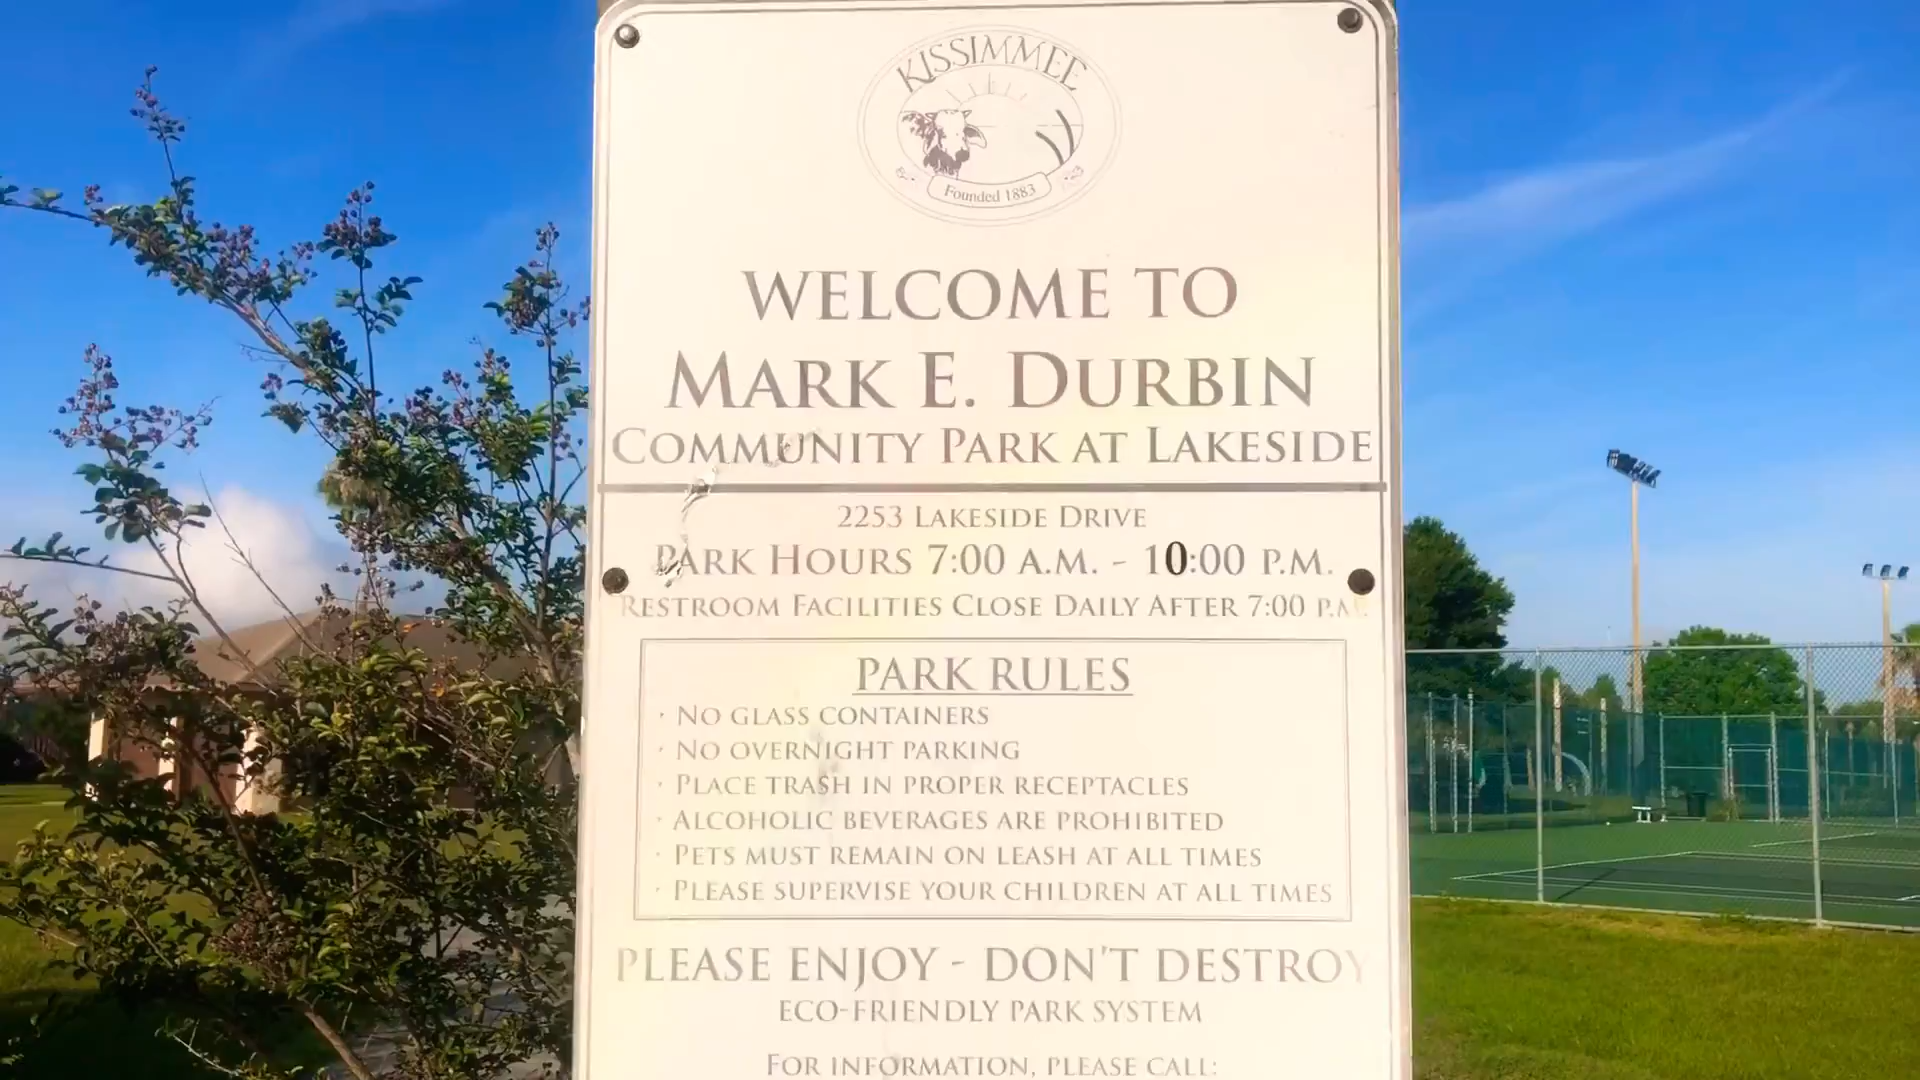 KISSIMMEE
Founded 1883
WELCOME TO
MARK E. DURBIN
COMMUNITY PARK AT LAKESIDE
2253 LAKESIDE DRIVE
PARK HOURS 7:00 A.M. - 10:00 P.M.
RESTROOM FACILITIES CLOSE DAILY AFTER 7:00 P.M.
PARK RULES
· NO GLASS CONTAINERS
· NO OVERNIGHT PARKING
· PLACE TRASH IN PROPER RECEPTACLES
· ALCOHOLIC BEVERAGES ARE PROHIBITED
· PETS MUST REMAIN ON LEASH AT ALL TIMES
· PLEASE SUPERVISE YOUR CHILDREN AT ALL TIMES
PLEASE ENJOY - DON'T DESTROY
ECO-FRIENDLY PARK SYSTEM
FOR INFORMATION, PLEASE CALL: